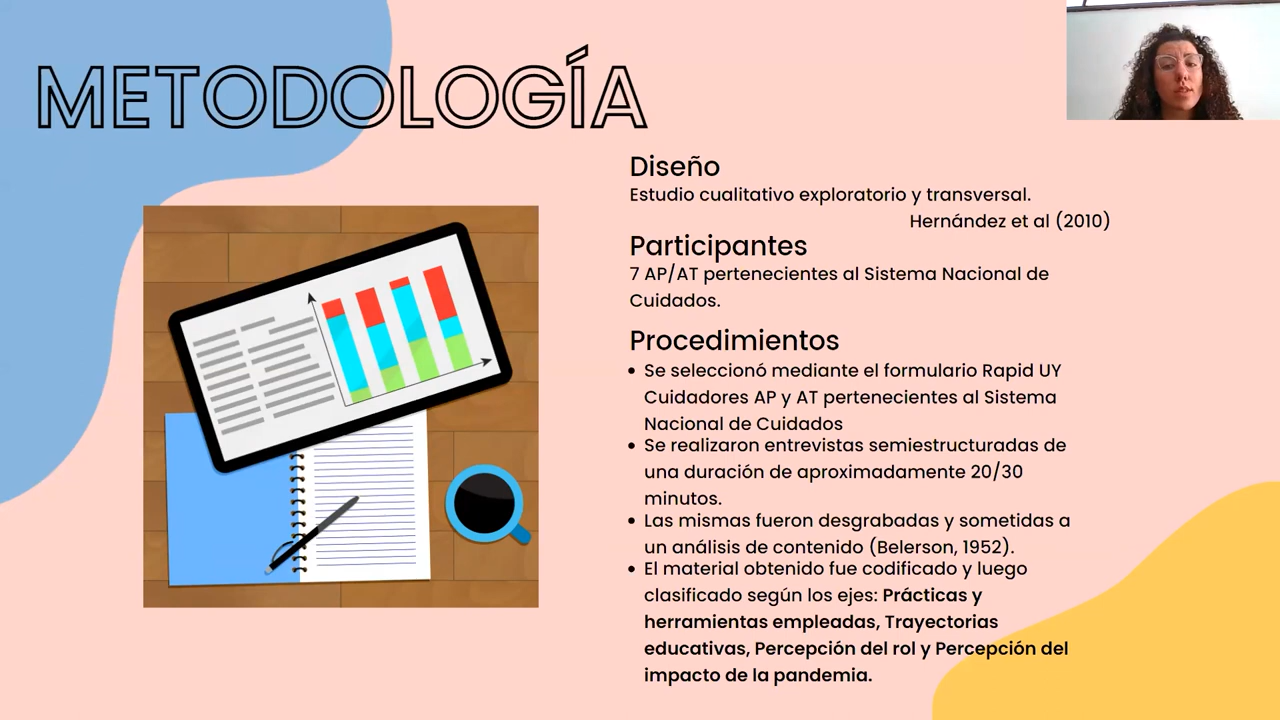 METODOLOGÍA
Diseño
Estudio cualitativo exploratorio y transversal.
Hernández et al (2010)
Participantes
7 AP/AT pertenecientes al Sistema Nacional de
Cuidados.
Procedimientos
• Se seleccionó mediante el formulario Rapid UY
Cuidadores AP y AT pertenecientes al Sistema
Nacional de Cuidados
• Se realizaron entrevistas semiestructuradas de
una duración de aproximadamente 20/30
minutos.
• Las mismas fueron desgrabadas y sometidas a
un análisis de contenido (Belerson, 1952).
• El material obtenido fue codificado y luego
clasificado según los ejes: Prácticas y
herramientas empleadas, Trayectorias
educativas, Percepción del rol y Percepción del
impacto de la pandemia.